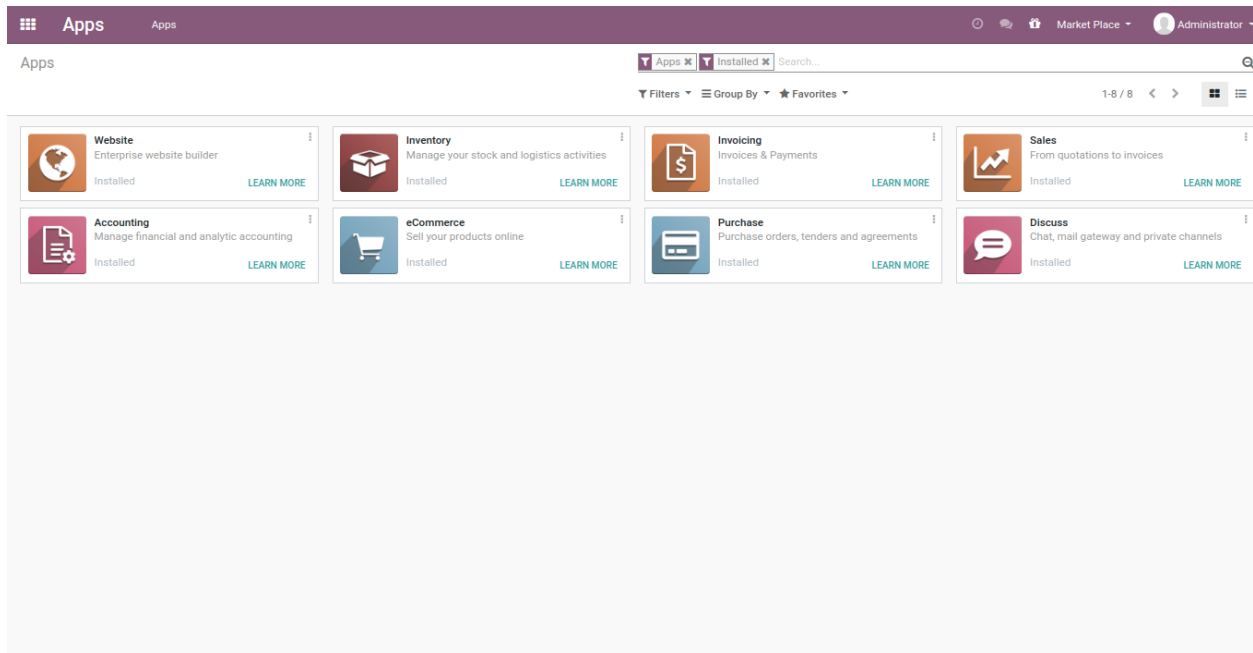 Apps Apps Market Place Administrator
Apps
Apps Installed Search...
Filters Group By Favorites 1-8 / 8
Website
Enterprise website builder
Installed LEARN MORE
Inventory
Manage your stock and logistics activities
Installed LEARN MORE
Invoicing
Invoices & Payments
Installed LEARN MORE
Sales
From quotations to invoices
Installed LEARN MORE
Accounting
Manage financial and analytic accounting
Installed LEARN MORE
eCommerce
Sell your products online
Installed LEARN MORE
Purchase
Purchase orders, tenders and agreements
Installed LEARN MORE
Discuss
Chat, mail gateway and private channels
Installed LEARN MORE